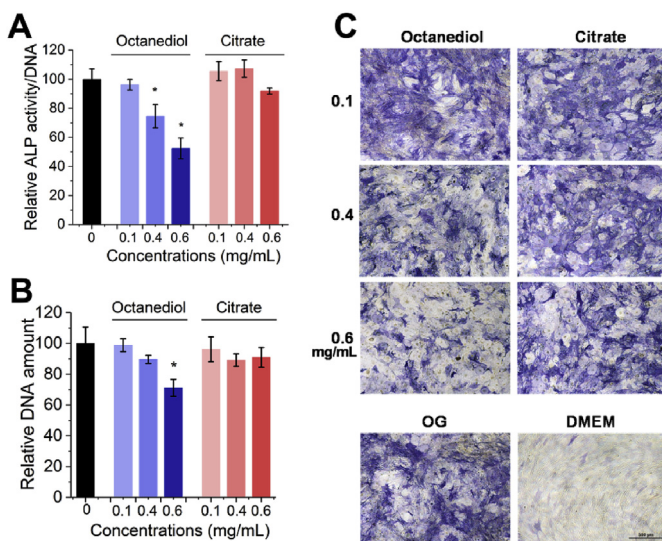 A
Octanediol Citrate
Relative ALP activity/DNA
120
100
80
60
40
20
0
* *
0 0.1 0.4 0.6 0.1 0.4 0.6
Concentrations (mg/mL)
B
Octanediol Citrate
Relative DNA amount
120
100
80
60
40
20
0
*
0 0.1 0.4 0.6 0.1 0.4 0.6
Concentrations (mg/mL)
C
Octanediol Citrate
0.1
0.4
0.6
mg/mL
OG DMEM